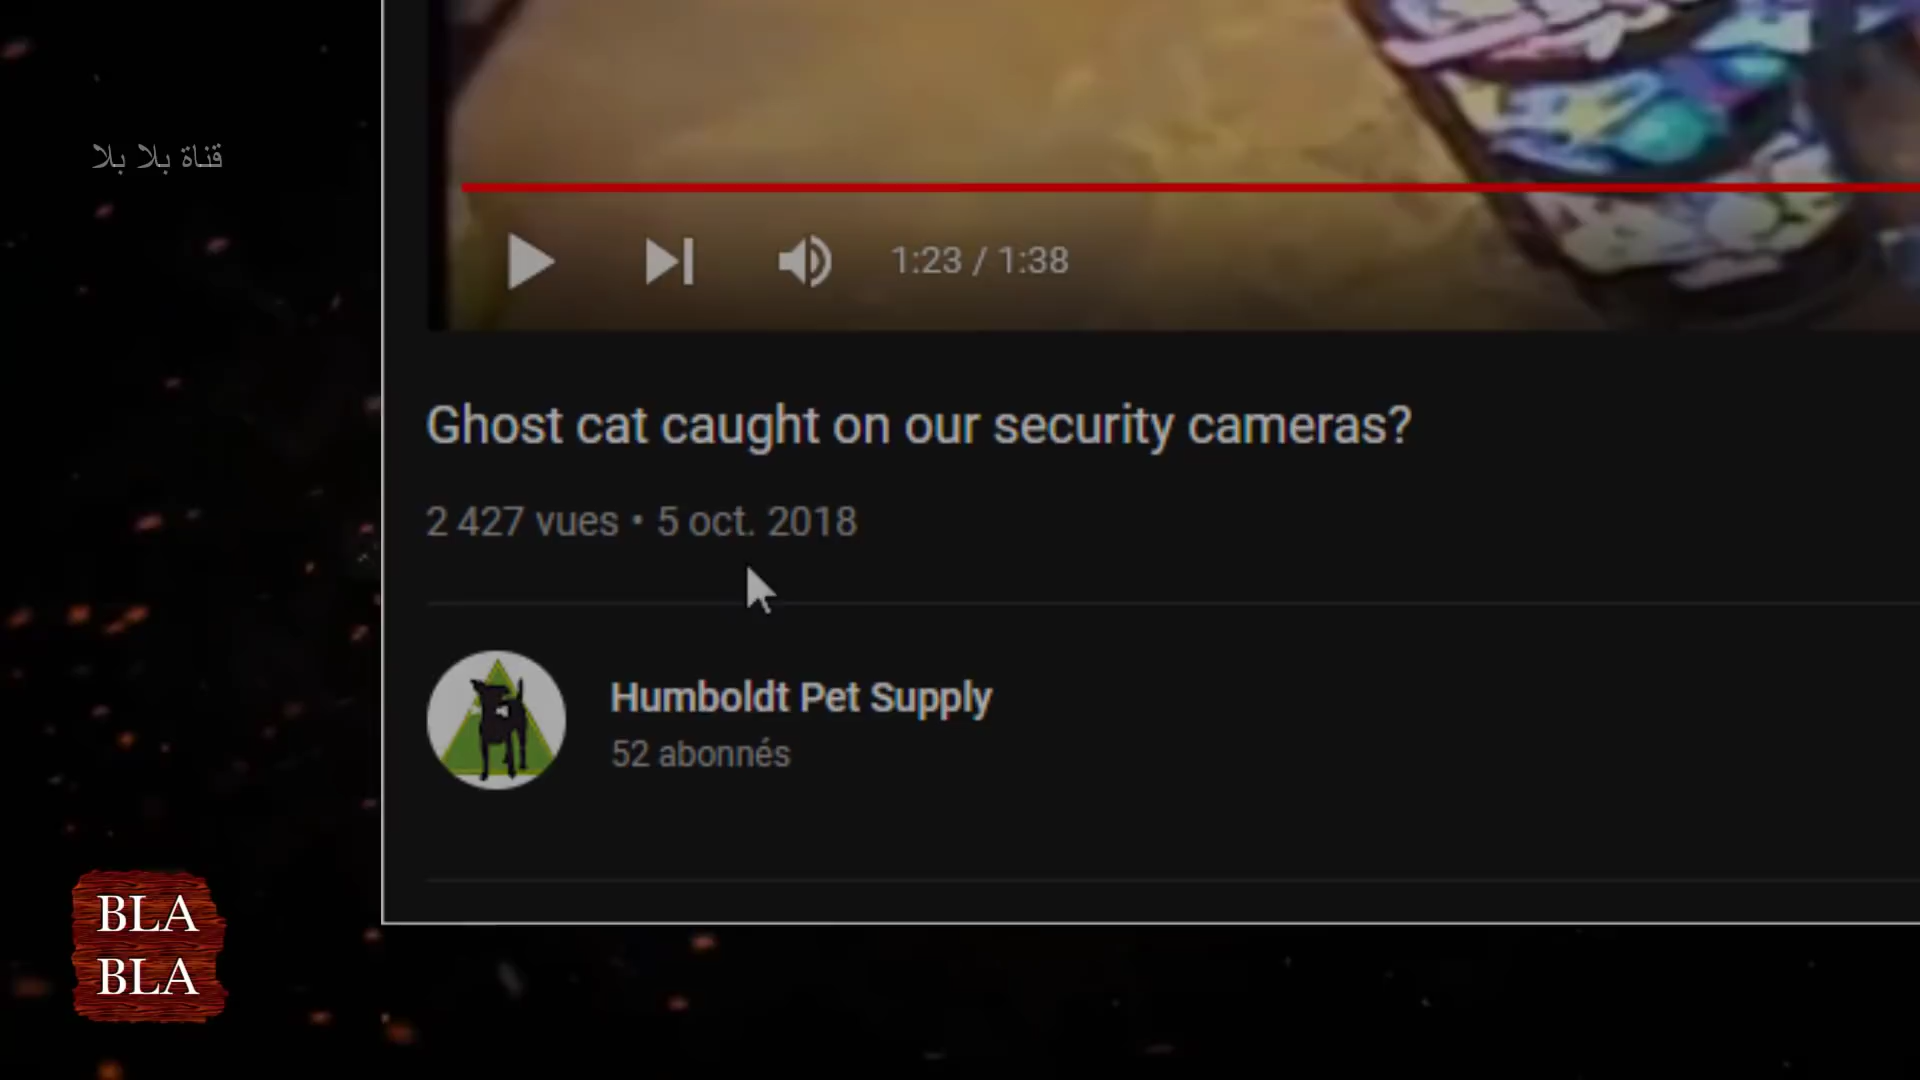 قناة بلا بلا
1:23 / 1:38
Ghost cat caught on our security cameras?
2 427 vues • 5 oct. 2018
Humboldt Pet Supply
52 abonnés
BLA
BLA